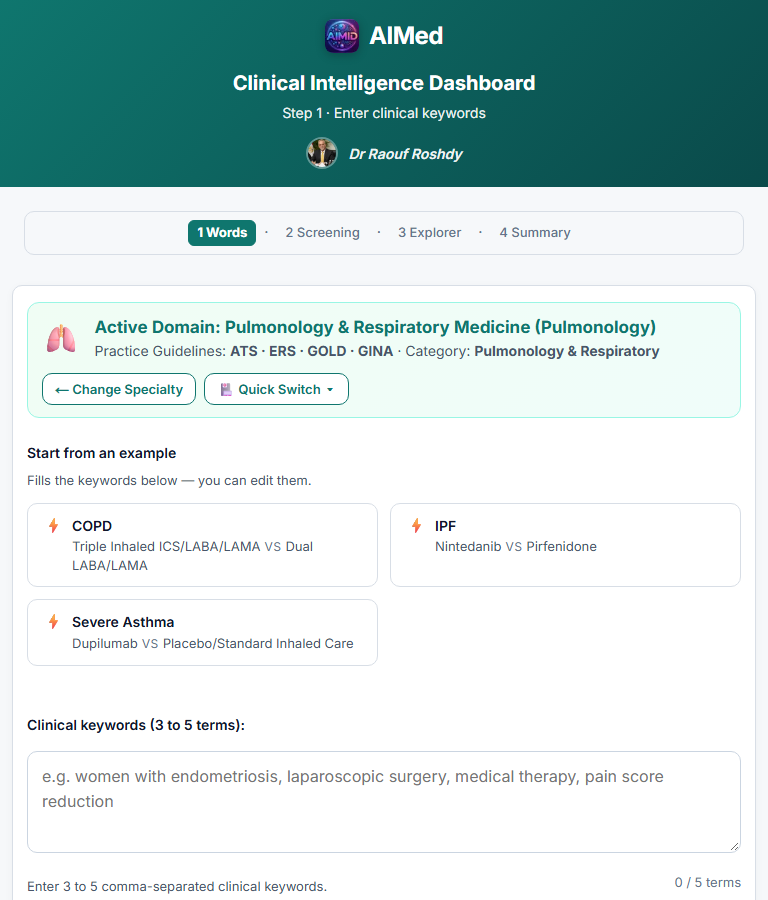 AIMID
AIMed
Clinical Intelligence Dashboard
Step 1 · Enter clinical keywords
Dr Raouf Roshdy
1 Words · 2 Screening · 3 Explorer · 4 Summary
Active Domain: Pulmonology & Respiratory Medicine (Pulmonology)
Practice Guidelines: ATS · ERS · GOLD · GINA · Category: Pulmonology & Respiratory
← Change Specialty
Quick Switch
Start from an example
Fills the keywords below — you can edit them.
COPD
Triple Inhaled ICS/LABA/LAMA VS Dual
LABA/LAMA
IPF
Nintedanib VS Pirfenidone
Severe Asthma
Dupilumab VS Placebo/Standard Inhaled Care
Clinical keywords (3 to 5 terms):
e.g. women with endometriosis, laparoscopic surgery, medical therapy, pain score
reduction
Enter 3 to 5 comma-separated clinical keywords.
0 / 5 terms